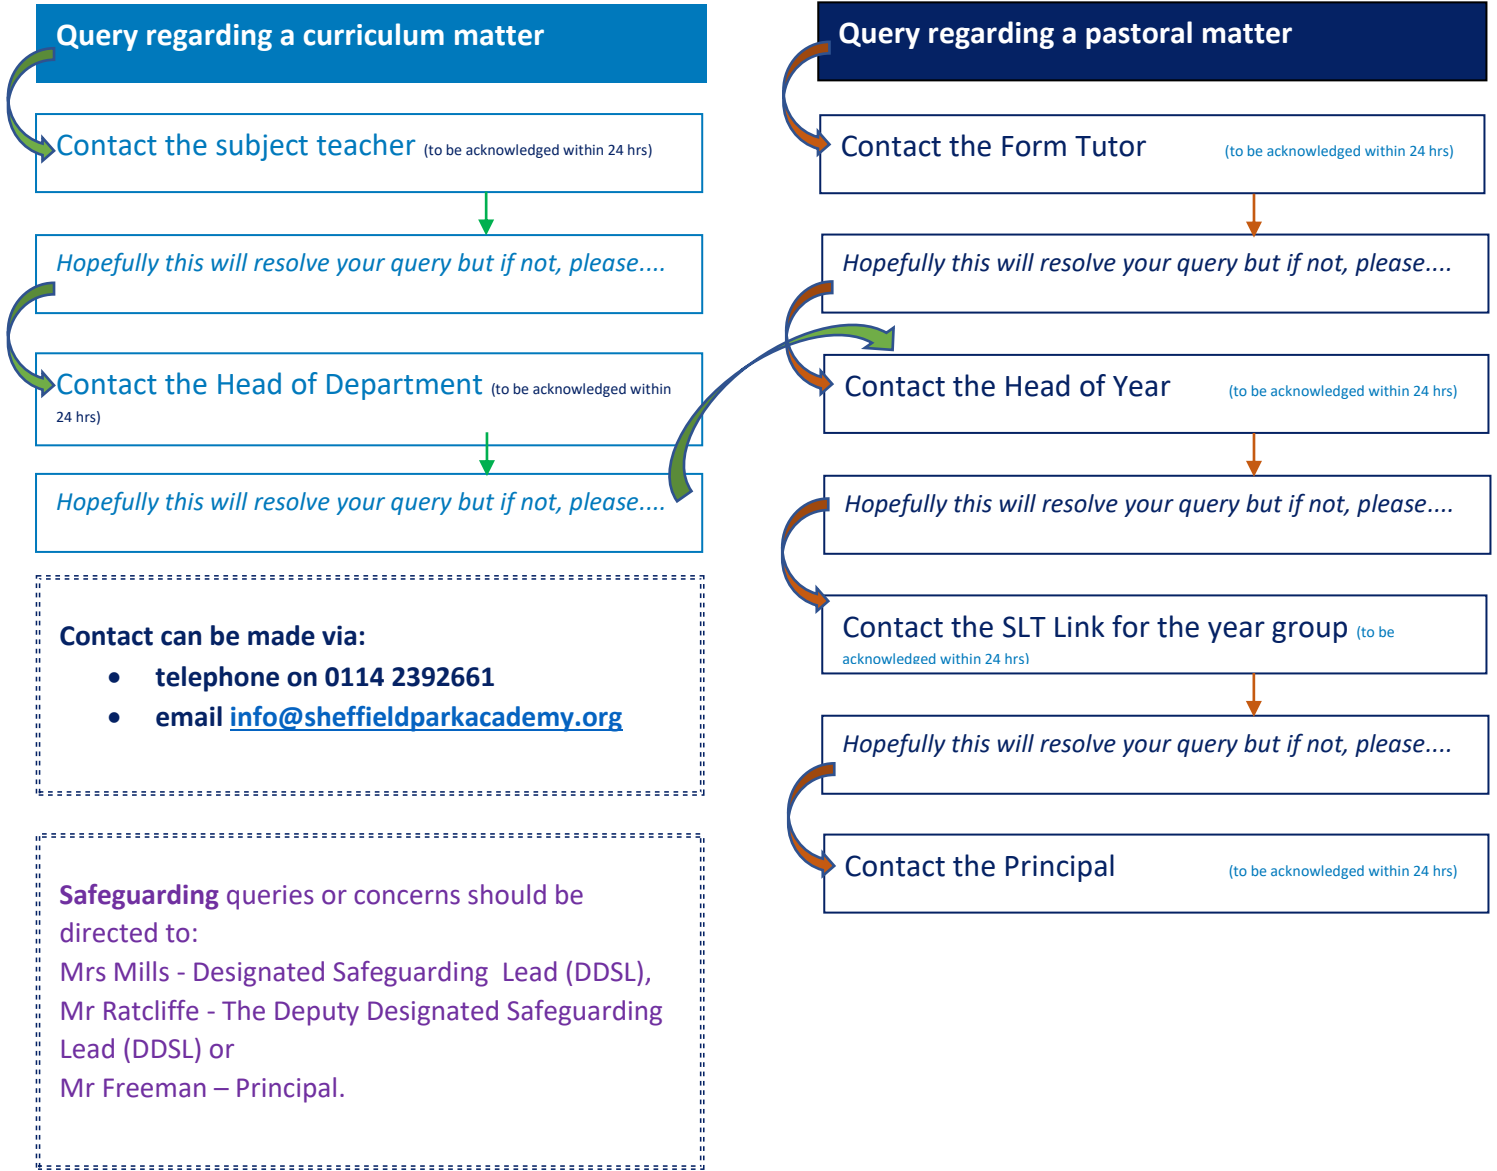 Query regarding a curriculum matter
Contact the subject teacher (to be acknowledged within 24 hrs)
Hopefully this will resolve your query but if not, please....
Contact the Head of Department (to be acknowledged within
24 hrs)
Hopefully this will resolve your query but if not, please....
Contact can be made via:
• telephone on 0114 2392661
• email info@sheffieldparkacademy.org
Safeguarding queries or concerns should be
directed to:
Mrs Mills - Designated Safeguarding Lead (DDSL),
Mr Ratcliffe - The Deputy Designated Safeguarding
Lead (DDSL) or
Mr Freeman – Principal.
Query regarding a pastoral matter
Contact the Form Tutor (to be acknowledged within 24 hrs)
Hopefully this will resolve your query but if not, please....
Contact the Head of Year (to be acknowledged within 24 hrs)
Hopefully this will resolve your query but if not, please....
Contact the SLT Link for the year group (to be
acknowledged within 24 hrs)
Hopefully this will resolve your query but if not, please....
Contact the Principal (to be acknowledged within 24 hrs)